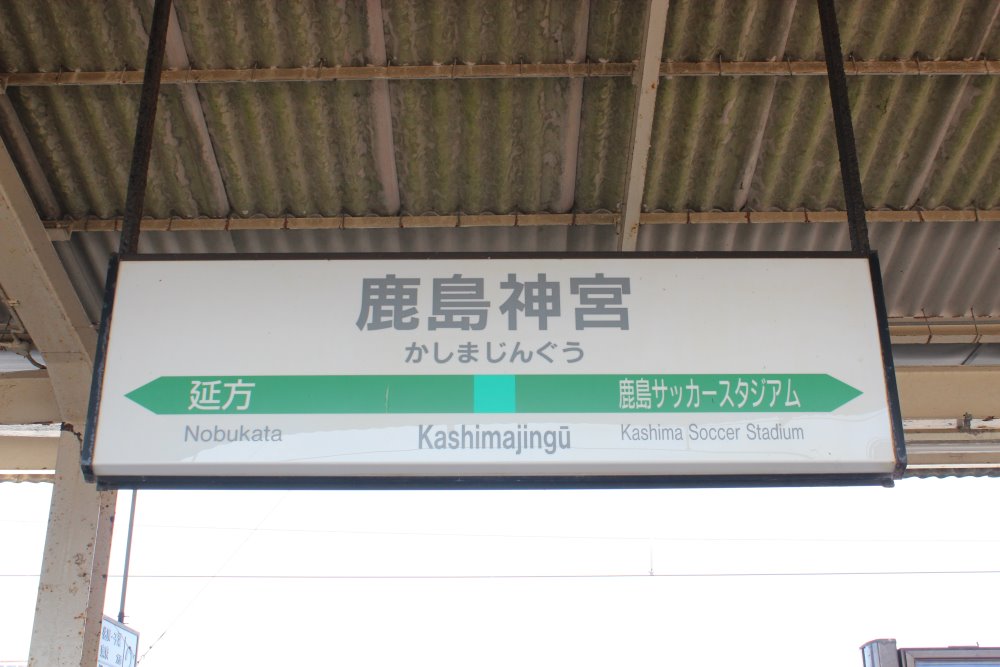 鹿島神宮
かしまじんぐう
延方 鹿島サッカースタジアム
Nobukata Kashimajingū Kashima Soccer Stadium